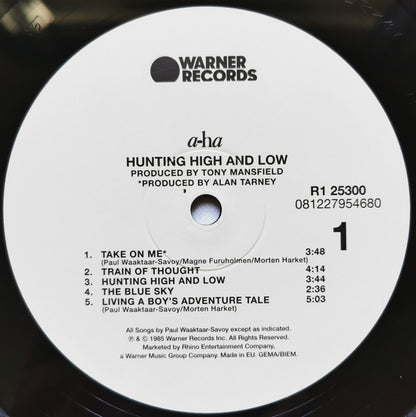 WARNER
RECORDS
a-ha
HUNTING HIGH AND LOW
PRODUCED BY TONY MANSFIELD
*PRODUCED BY ALAN TARNEY
R1 25300
081227954680
1
1. TAKE ON ME* 3:48
(Paul Waaktaar-Savoy/Magne Furuholmen/Morten Harket)
2. TRAIN OF THOUGHT 4:14
3. HUNTING HIGH AND LOW 3:44
4. THE BLUE SKY 2:36
5. LIVING A BOY'S ADVENTURE TALE 5:03
(Paul Waaktaar-Savoy/Morten Harket)
All Songs by Paul Waaktaar-Savoy except as indicated.
℗ & © 1985 Warner Records Inc. All Rights Reserved.
Marketed by Rhino Entertainment Company,
a Warner Music Group Company. Made in EU. GEMA/BIEM.